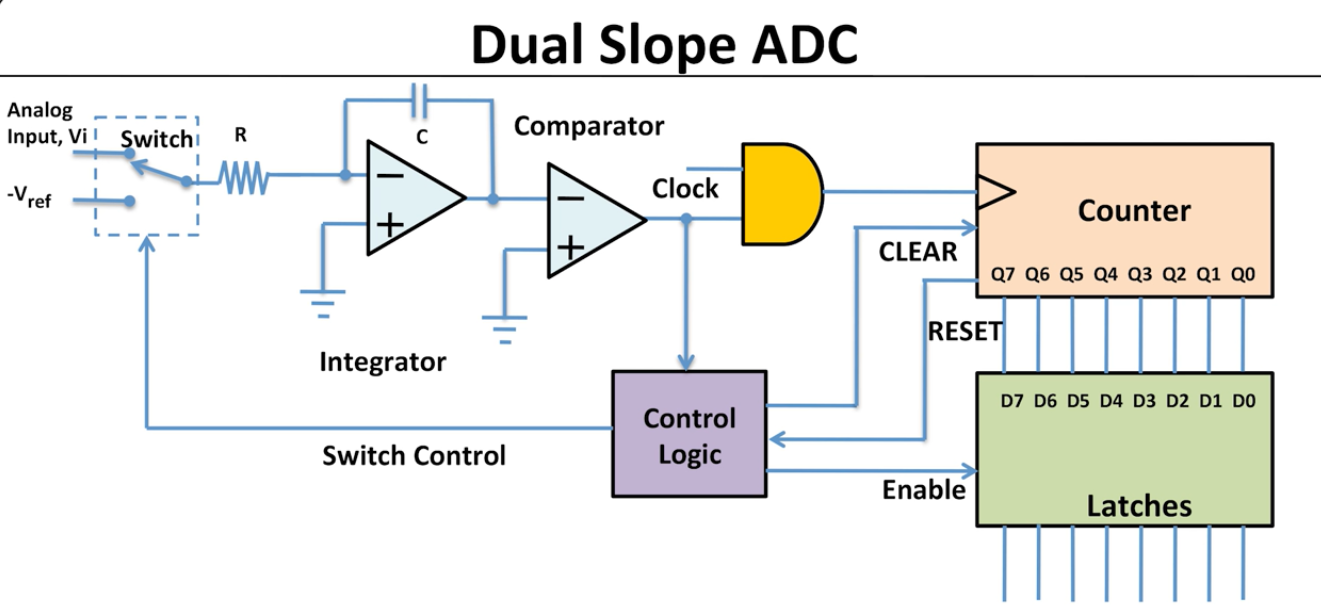 Dual Slope ADC
Analog
Input, Vi
Switch
R
C
Comparator
-Vref
Clock
Counter
CLEAR
Q7 Q6 Q5 Q4 Q3 Q2 Q1 Q0
RESET
Integrator
D7 D6 D5 D4 D3 D2 D1 D0
Control
Logic
Switch Control
Enable
Latches